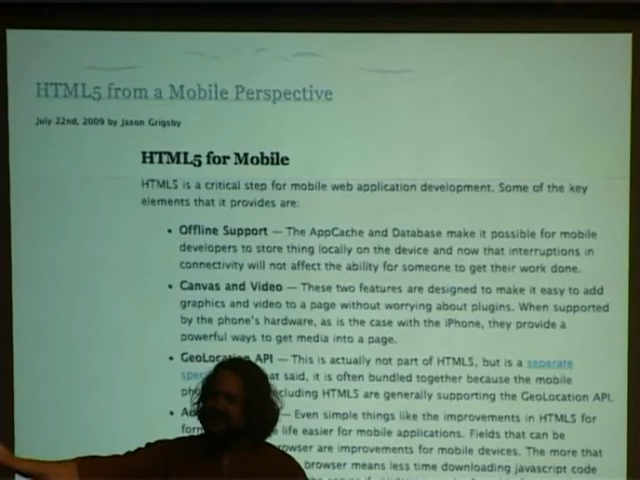 HTML5 from a Mobile Perspective
July 22nd, 2009 by Jason Grigsby
HTML5 for Mobile
HTML5 is a critical step for mobile web application development. Some of the key
elements that it provides are:
• Offline Support — The AppCache and Database make it possible for mobile
developers to store thing locally on the device and now that interruptions in
connectivity will not affect the ability for someone to get their work done.
• Canvas and Video — These two features are designed to make it easy to add
graphics and video to a page without worrying about plugins. When supported
by the phone's hardware, as is the case with the iPhone, they provide a
powerful ways to get media into a page.
• GeoLocation API — This is actually not part of HTML5, but is a separate
that said, it is often bundled together because the mobile
including HTML5 are generally supporting the GeoLocation API.
• — Even simple things like the improvements in HTML5 for
life easier for mobile applications. Fields that can be
browser are improvements for mobile devices. The more that
browser means less time downloading javascript code